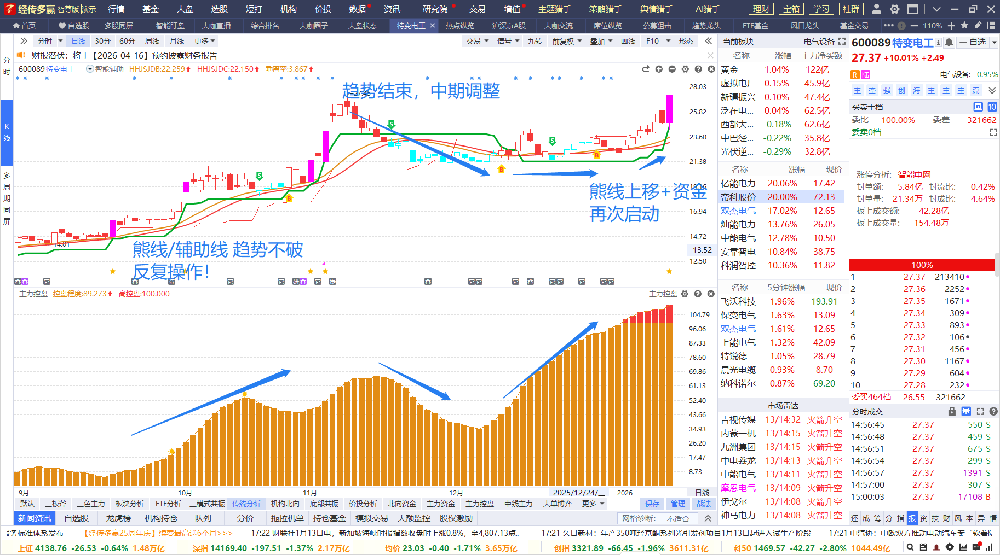 经传多赢 智尊版 演示 行情 基金 大盘 选股 短打 机构 价投 数据 资讯 研究院 交易 增值 主题猎手 策略猎手 舆情猎手 AI猎手 理财 宝箱 学习 社群
首页 自选股 多股同屏 智能盯盘 大咖直播 综合排名 大咖圈子 大盘状态 特变电工 热点纵览 沪深京A股 大咖交流 席位纵览 公募狙击 趋势龙头 ETF基金 风口龙头 基金交易 110%
分时 日线 30分 60分 周线 月线 更多 交易 信号 九转 前复权 叠加 画线 F10 形态
财报潜伏：将于【2026-04-16】预约披露财务报告
600089 特变电工 智能辅助 HHJSJDB:22.259 HHJSJDC:22.150 乖离率:3.867
分时
K线
多周期同屏
趋势结束，中期调整
27.45
28.03
25.82
23.60
21.38
16.94
14.72
13.52
12.50
熊线上移+资金
再次启动
14.01
熊线/辅助线 趋势不破
反复操作！
S S S B B B
主力控盘 控盘程度:89.273 高控盘:100.000 主力控盘
104.79
96.06
87.33
78.60
69.86
61.13
52.40
43.66
34.93
26.20
17.47
8.73
9月 10月 11月 12月 2025/12/24/三 2026 日线
默认 三板斧 三色主力 板块分析 ETF分析 三模式共振 传统分析 机构北向 底部共振 价投分析 北向资金 主力资金 主力控盘 中线主力 大单博弈 更多 保存 管理 战法
新闻资讯 自选股 龙虎榜 机构持仓 队列 分价 拖拉机单 持仓基金 模拟交易 大额监控 股权激励 网格诊断： 不适合
当前板块 电气设备
名称 涨幅 主力净买额
黄金 1.04% 122亿
虚拟电厂 0.15% 45.9亿
新疆振兴 0.10% 47.4亿
泛在电... 0.04% 62.5亿
西部大... -0.18% 62.6亿
中巴经... -0.22% 35.8亿
光伏逆... -0.29% 32.8亿
名称 涨幅 现价
亿能电力 20.06% 17.42
帝科股份 20.00% 72.13
双杰电气 17.02% 12.65
灿能电力 13.76% 26.05
中能电气 12.78% 10.50
安靠智电 10.84% 38.75
科润智控 10.36% 11.82
名称 5分钟涨幅 现价
飞沃科技 1.96% 193.91
保变电气 1.63% 13.09
双杰电气 1.61% 12.65
上能电气 1.32% 42.09
特锐德 1.05% 28.79
晨光电缆 0.93% 8.70
纳科诺尔 0.87% 69.20
市场雷达
吉视传媒 13/14:32 火箭升空
内蒙一机 13/14:15 火箭升空
九洲集团 13/14:15 火箭升空
中电鑫龙 13/14:13 火箭升空
中能电气 13/14:11 火箭升空
摩恩电气 13/14:09 火箭升空
伊戈尔 13/14:08 火箭升空
神马电力 13/14:08 火箭升空
600089 特变电工 自选
27.37 +10.01% +2.49
R 陆 电气设备: -0.95%
主 空 强 创 海 主 主 主 流
买卖十档 量 10
委比 100.00% 委差 321662
委卖0档 - -
涨停分析: 智能电网
封单额: 5.84亿 封流比: 0.42%
封单量: 21.34万 封成比: 4.64%
板上成交额: 42.28亿
板上成交量: 154.48万
100%
1 27.37 213410
2 27.36 2252
3 27.35 1671
4 27.34 309
5 27.33 893
6 27.32 106
7 27.31 456
8 27.30 1167
9 27.29 604
10 27.28 232
委买464档 26.55 321662
分时成交 量
14:56:45 27.37 550 S
14:56:48 27.37 459 S
14:56:51 27.37 675 S
14:56:54 27.37 299 S
14:56:57 27.37 1391 S
14:57:00 27.37 307 S
15:00:03 27.37 17108 B
还 成 筹 分 指 报 资 技 财 风 本 异 情
务标准体系发布 【经传多赢25周年庆】续费最高送6个月>>> 17:22 财联社1月13日电，新加坡海峡时报指数收盘时上涨0.8%，至4,807.13点。 17:21 久日新材：年产350吨羟基酮系列光引发剂项目1月13日起进入试生产阶段 17:21 中汽协：中欧双方推动电动汽车案“软着
上证 4138.76 -26.53 -0.64% 1.48万亿 深指 14169.40 -197.51 -1.37% 2.17万亿 均价 23.03 -0.40 -1.71% 3.65万亿 创指 3321.89 -66.45 -1.96% 3611.31亿 科50 1469.57 -42.27 -2.80% 1044.49亿